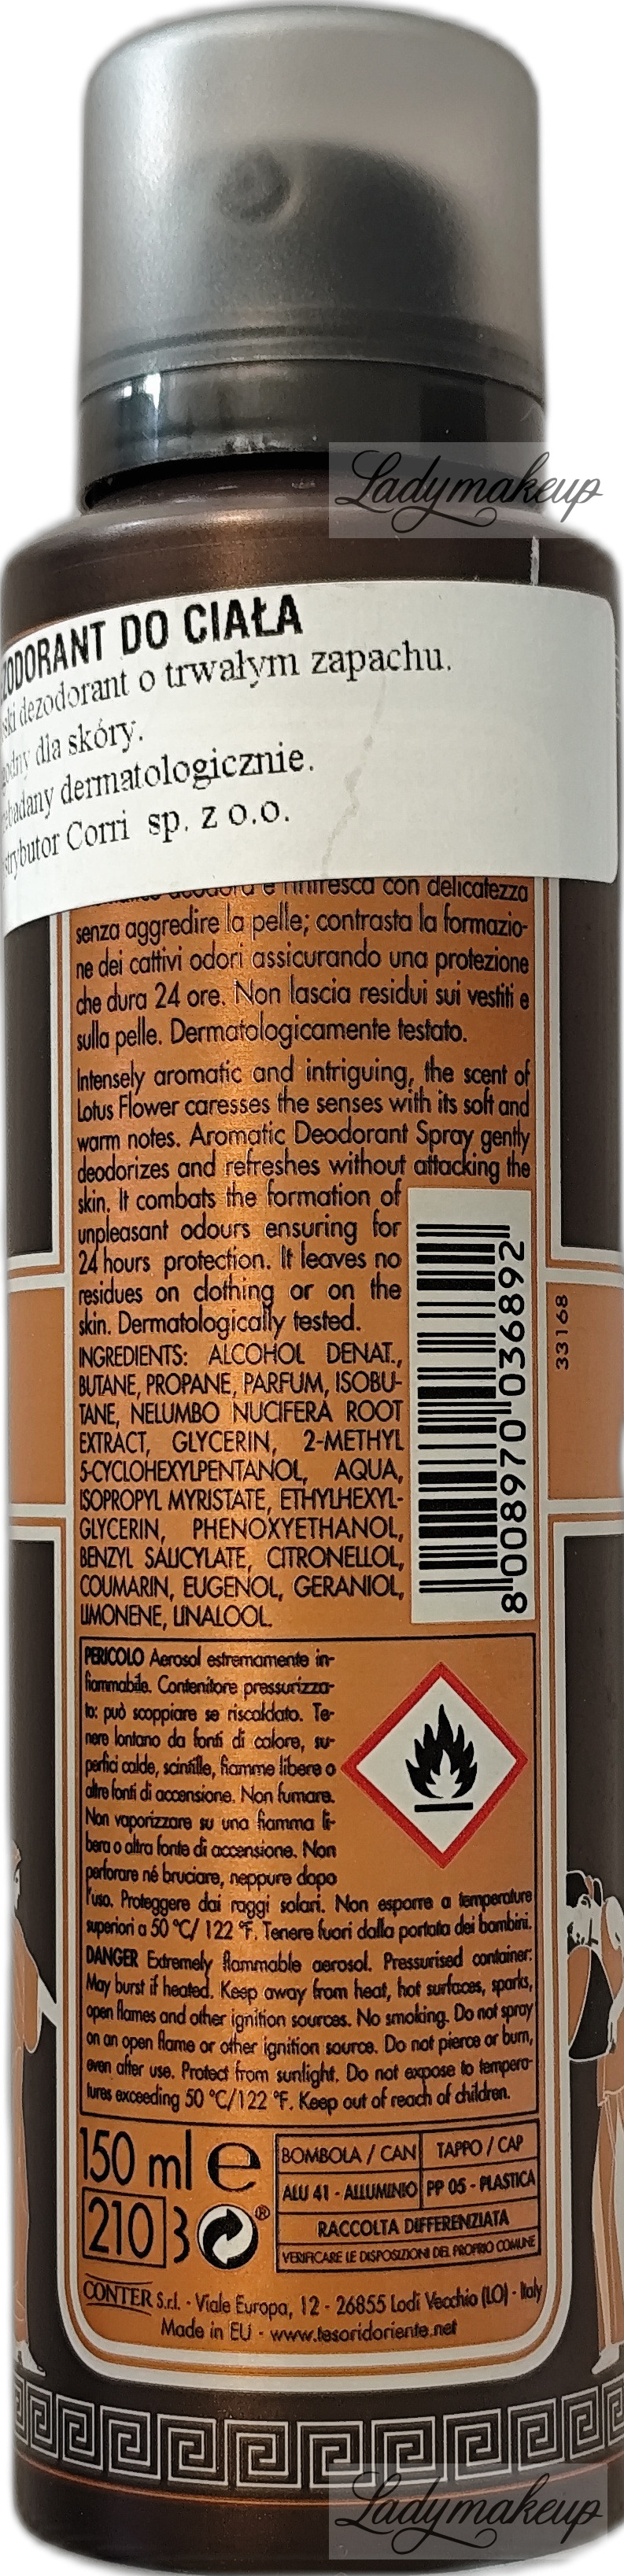 Ladymakeup
DO CIAŁA
dezodorant o trwałym zapachu.
dla skóry.
dermatologicznie.
Corri sp. z o.o.
e rinfresca con delicatezza
senza aggredire la pelle; contrasta la formazio-
ne dei cattivi odori assicurando una protezione
che dura 24 ore. Non lascia residui sui vestiti e
sulla pelle. Dermatologicamente testato.
Intensely aromatic and intriguing, the scent of
Lotus Flower caresses the senses with its soft and
warm notes. Aromatic Deodorant Spray gently
deodorizes and refreshes without attacking the
skin. It combats the formation of
unpleasant odours ensuring for
24 hours protection. It leaves no
residues on clothing or on the
skin. Dermatologically tested.
INGREDIENTS: ALCOHOL DENAT.,
BUTANE, PROPANE, PARFUM, ISOBU-
TANE, NELUMBO NUCIFERA ROOT
EXTRACT, GLYCERIN, 2-METHYL
5-CYCLOHEXYLPENTANOL, AQUA,
ISOPROPYL MYRISTATE, ETHYLHEXYL-
GLYCERIN, PHENOXYETHANOL,
BENZYL SALICYLATE, CITRONELLOL,
COUMARIN, EUGENOL, GERANIOL,
LIMONENE, LINALOOL.
8 008970 036892
33168
PERICOLO Aerosol estremamente in-
fiammabile. Contenitore pressurizza-
to: può scoppiare se riscaldato. Te-
nere lontano da fonti di calore, su-
perfici calde, scintille, fiamme libere o
altre fonti di accensione. Non fumare.
Non vaporizzare su una fiamma li-
bera o altra fonte di accensione. Non
perforare né bruciare, neppure dopo
l'uso. Proteggere dai raggi solari. Non esporre a temperature
superiori a 50 °C/ 122 °F. Tenere fuori dalla portata dei bambini.
DANGER Extremely flammable aerosol. Pressurised container:
May burst if heated. Keep away from heat, hot surfaces, sparks,
open flames and other ignition sources. No smoking. Do not spray
on an open flame or other ignition source. Do not pierce or burn,
even after use. Protect from sunlight. Do not expose to tempera-
tures exceeding 50 °C/122 °F. Keep out of reach of children.
150 ml e
210 3
®
BOMBOLA / CAN TAPPO / CAP
ALU 41 - ALLUMINIO PP 05 - PLASTICA
RACCOLTA DIFFERENZIATA
VERIFICARE LE DISPOSIZIONI DEL PROPRIO COMUNE
CONTER S.r.l. - Viale Europa, 12 - 26855 Lodi Vecchio (LO) - Italy
Made in EU - www.tesoridoriente.net
Ladymakeup